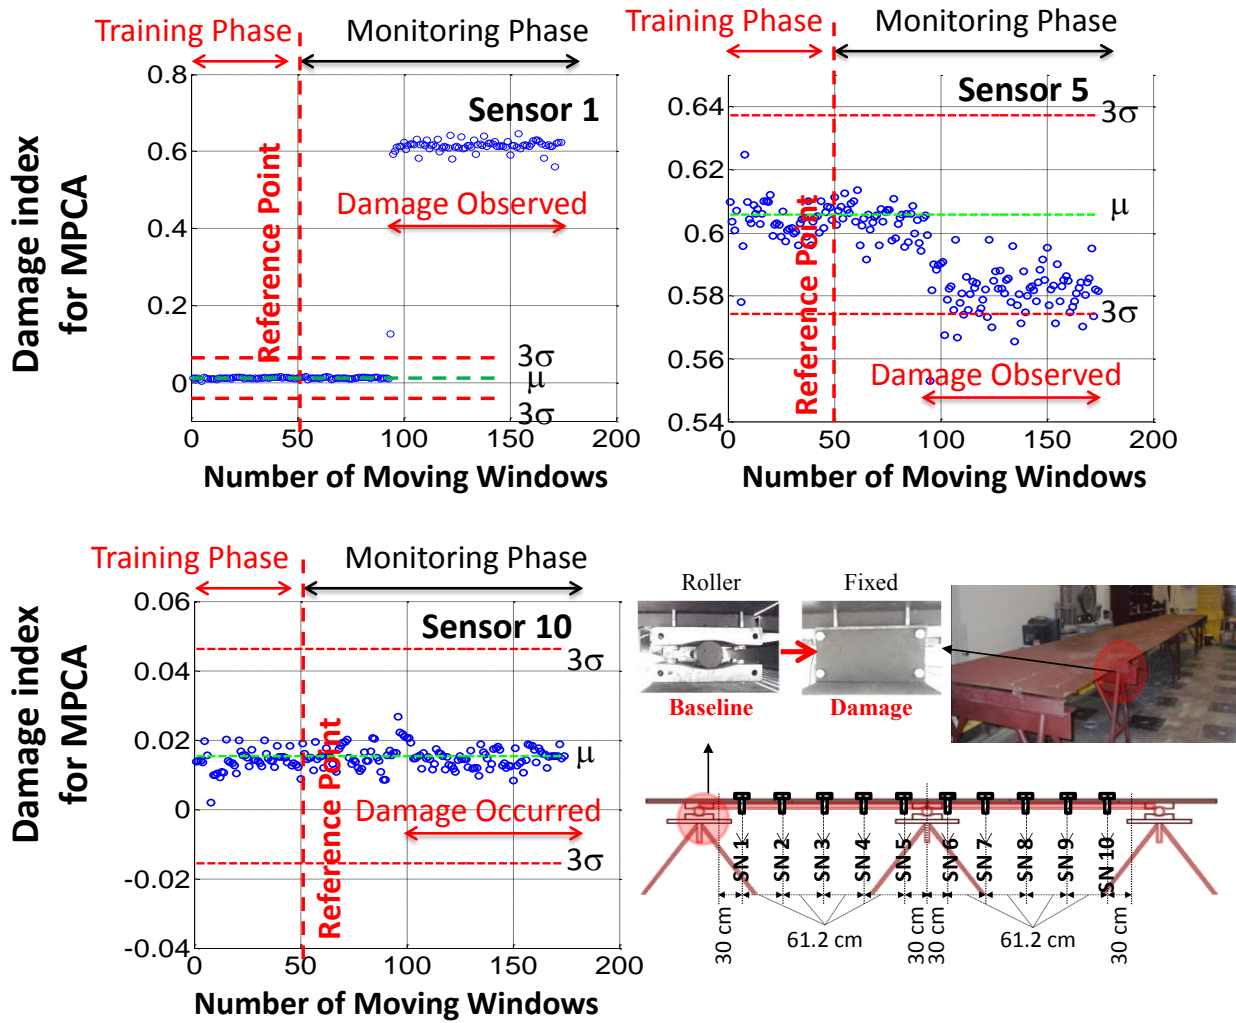 Training Phase
Monitoring Phase
Damage index
for MPCA
0.8
0.6
0.4
0.2
0
Sensor 1
Reference Point
Damage Observed
3σ
μ
3σ
0 50 100 150 200
Number of Moving Windows
Training Phase
Monitoring Phase
0.64
0.62
0.6
0.58
0.56
0.54
Sensor 5
3σ
μ
3σ
Reference Point
Damage Observed
0 50 100 150 200
Number of Moving Windows
Training Phase
Monitoring Phase
Damage index
for MPCA
0.06
0.04
0.02
0
-0.02
-0.04
Sensor 10
3σ
μ
Reference Point
Damage Occurred
3σ
0 50 100 150 200
Number of Moving Windows
Roller
Fixed
Baseline
Damage
SN 1
SN 2
SN 3
SN 4
SN 5
SN 6
SN 7
SN 8
SN 9
SN 10
30 cm
61.2 cm
30 cm
30 cm
61.2 cm
30 cm